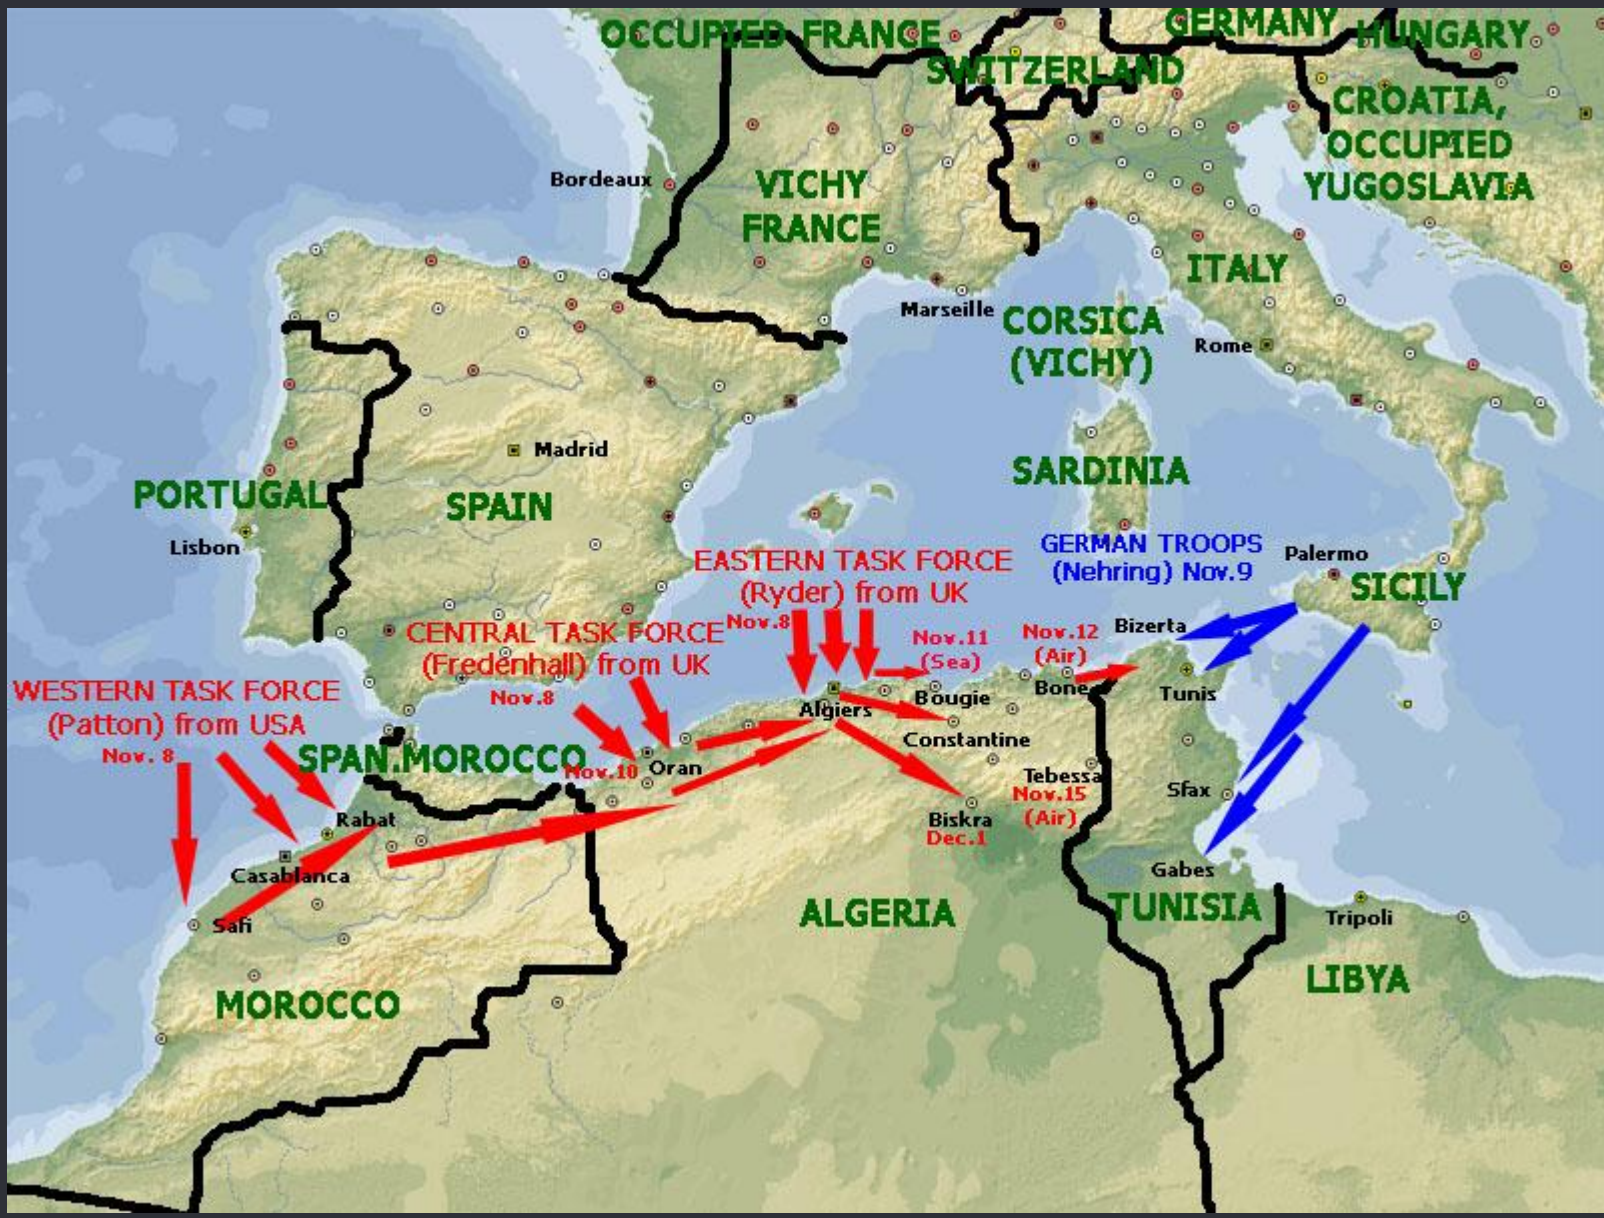 OCCUPIED FRANCE
GERMANY
HUNGARY
SWITZERLAND
CROATIA,
OCCUPIED
YUGOSLAVIA
Bordeaux
VICHY
FRANCE
ITALY
Marseille
CORSICA
(VICHY)
Rome
Madrid
SARDINIA
PORTUGAL
SPAIN
Lisbon
GERMAN TROOPS
(Nehring) Nov.9
Palermo
SICILY
EASTERN TASK FORCE
(Ryder) from UK
Nov.8
CENTRAL TASK FORCE
(Fredenhall) from UK
Nov.8
Nov.11
(Sea)
Nov.12
(Air)
Bizerta
WESTERN TASK FORCE
(Patton) from USA
Nov. 8
Bone
Tunis
Bougie
Algiers
Constantine
SPAN.MOROCCO
Nov.10
Oran
Tebessa
Nov.15
(Air)
Sfax
Rabat
Biskra
Dec.1
Casablanca
Gabes
Safi
ALGERIA
TUNISIA
Tripoli
LIBYA
MOROCCO